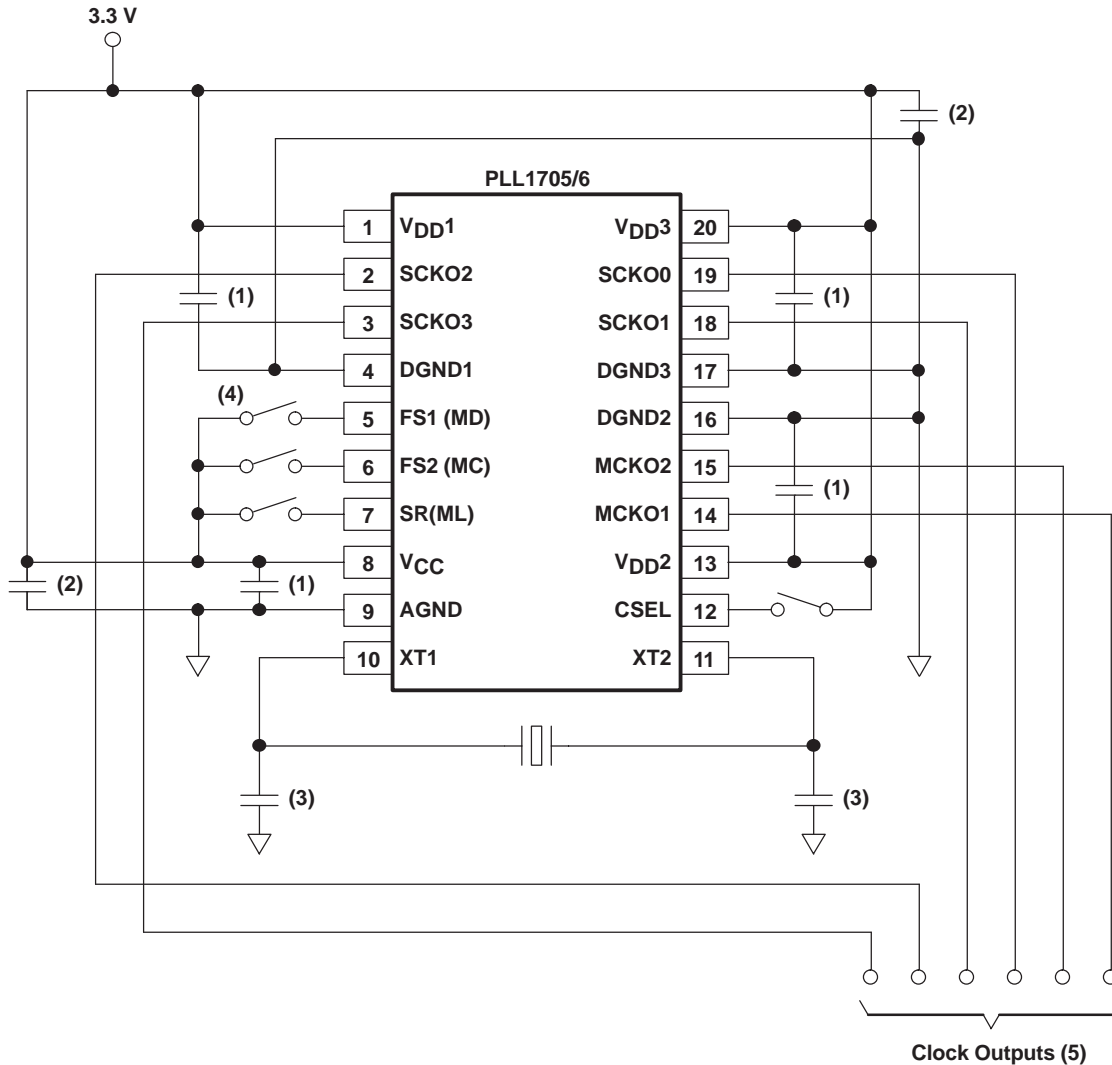 3.3 V
(2)
PLL1705/6
1 VDD1 VDD3 20
2 SCKO2 SCKO0 19
(1) (1)
3 SCKO3 SCKO1 18
4 DGND1 DGND3 17
(4)
5 FS1 (MD) DGND2 16
6 FS2 (MC) MCKO2 15
(1)
7 SR(ML) MCKO1 14
8 VCC VDD2 13
(2) (1)
9 AGND CSEL 12
10 XT1 XT2 11
(3) (3)
Clock Outputs (5)